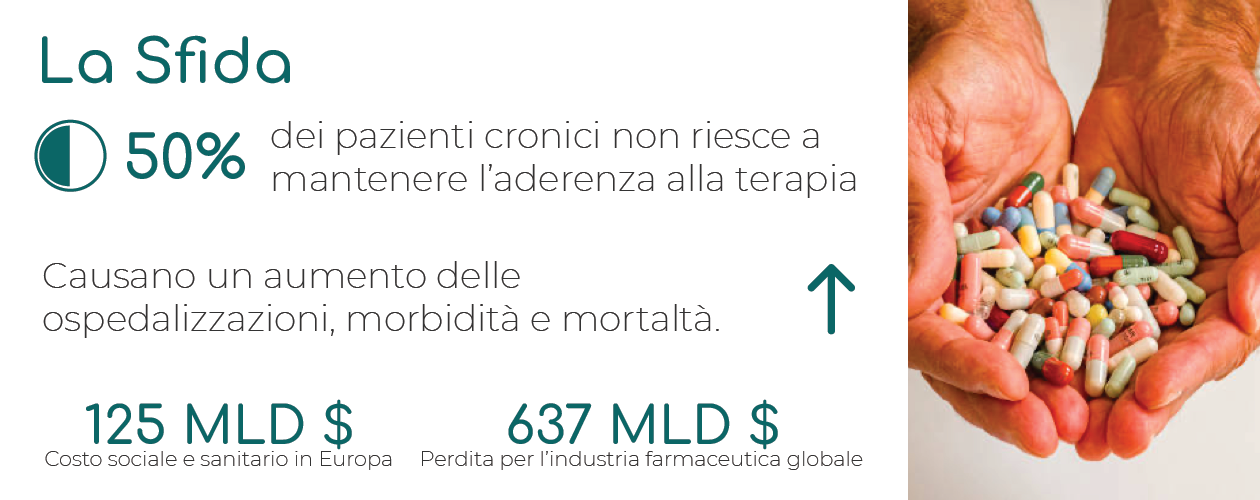 La Sfida
50%
dei pazienti cronici non riesce a
mantenere l'aderenza alla terapia
Causano un aumento delle
ospedalizzazioni, morbidità e mortaltà.
125 MLD $
Costo sociale e sanitario in Europa
637 MLD $
Perdita per l'industria farmaceutica globale